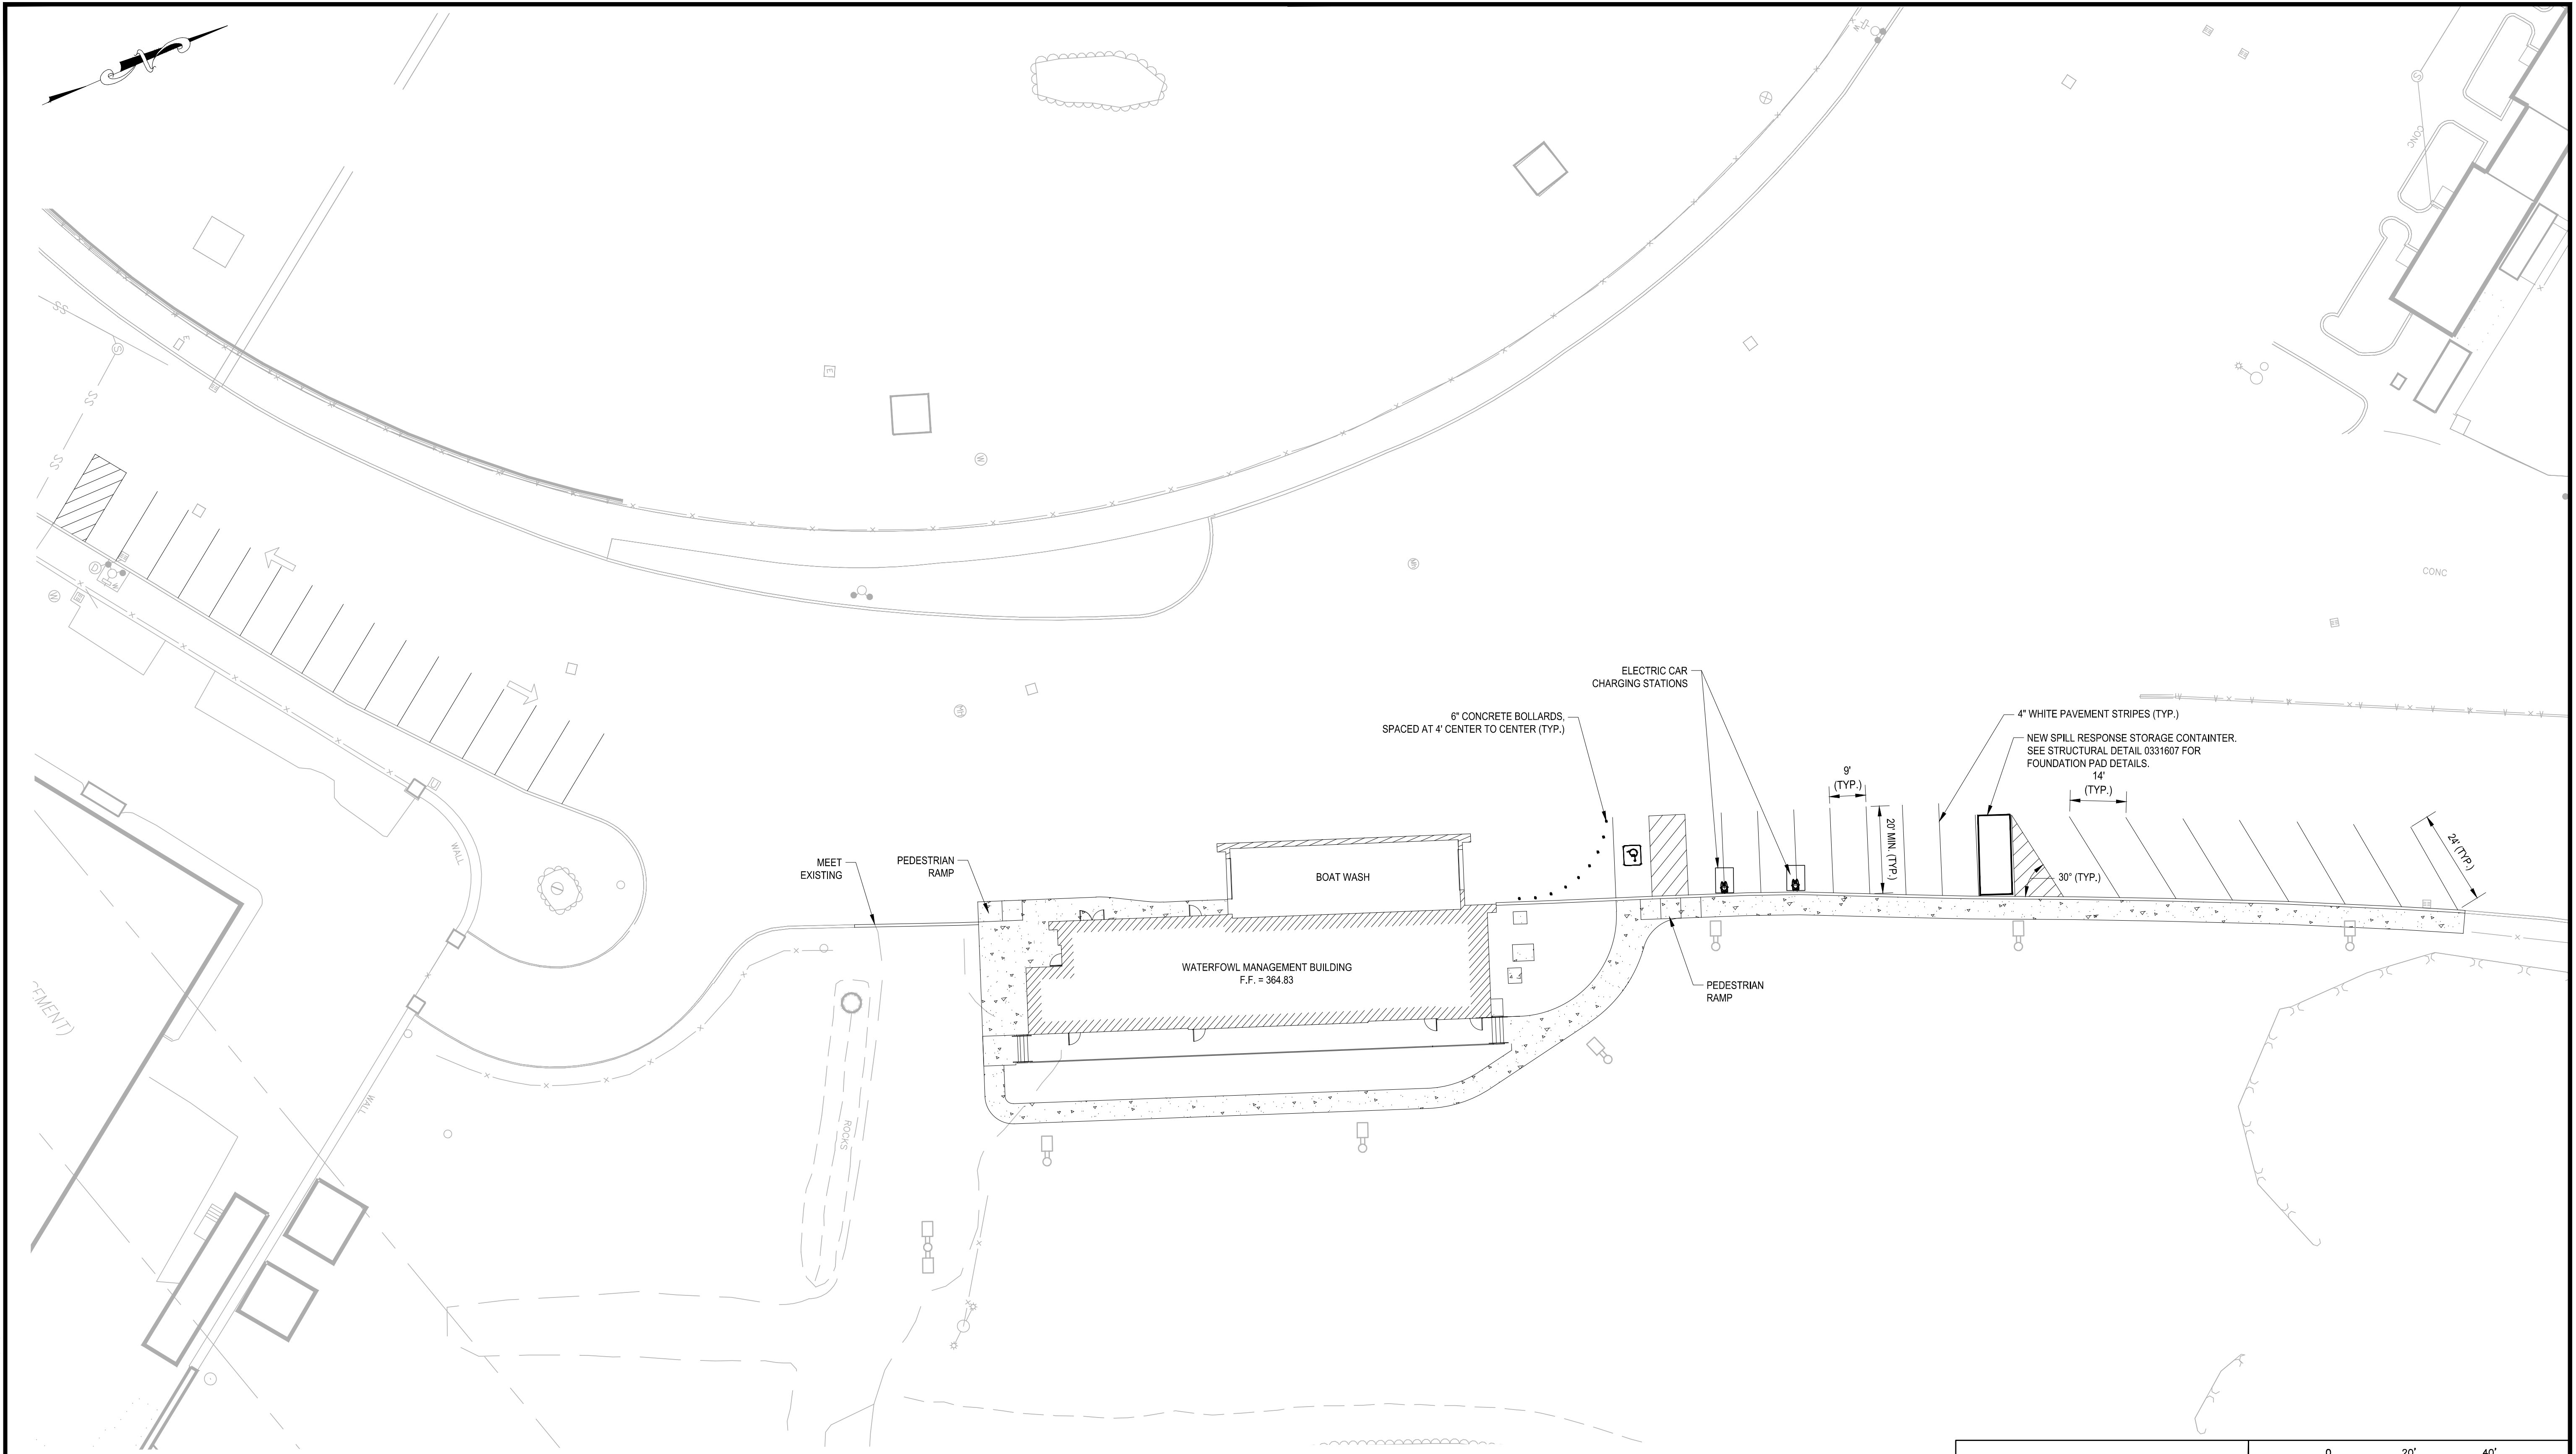 N
W
E
E
S
CONC
SS
S
SS
SS
W
D
W
CONC
ELECTRIC CAR
CHARGING STATIONS
6" CONCRETE BOLLARDS,
SPACED AT 4' CENTER TO CENTER (TYP.)
4" WHITE PAVEMENT STRIPES (TYP.)
NEW SPILL RESPONSE STORAGE CONTAINTER.
SEE STRUCTURAL DETAIL 0331607 FOR
FOUNDATION PAD DETAILS.
9'
(TYP.)
14'
(TYP.)
20' MIN. (TYP.)
24' (TYP.)
30° (TYP.)
MEET
EXISTING
PEDESTRIAN
RAMP
BOAT WASH
WALL
WATERFOWL MANAGEMENT BUILDING
F.F. = 364.83
PEDESTRIAN
RAMP
CEMENT)
WALL
ROCKS
0
20'
40'